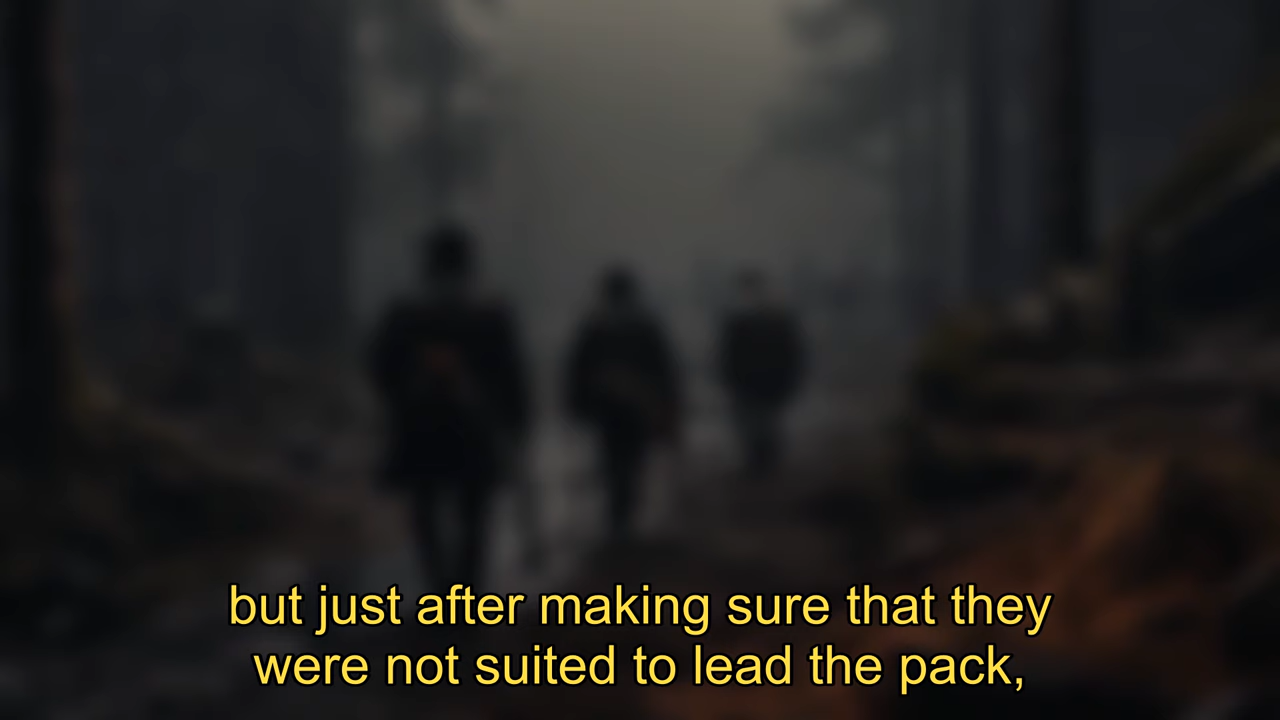 but just after making sure that they
were not suited to lead the pack,